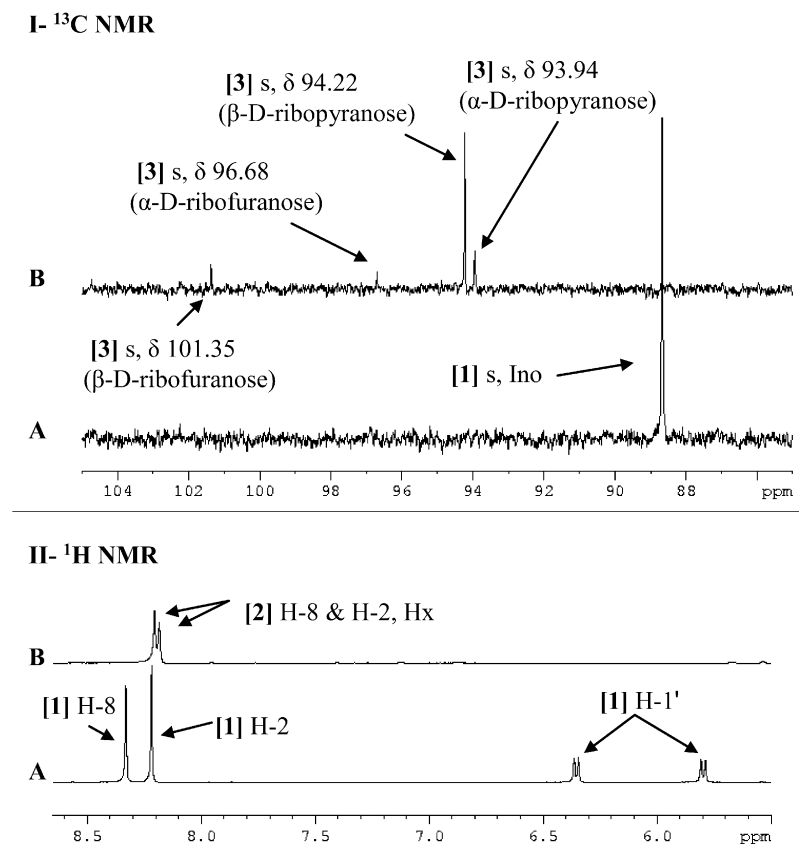 I- ¹³C NMR
[3] s, δ 94.22
(β-D-ribopyranose)
[3] s, δ 93.94
(α-D-ribopyranose)
[3] s, δ 96.68
(α-D-ribofuranose)
B
[3] s, δ 101.35
(β-D-ribofuranose)
[1] s, Ino
A
104 102 100 98 96 94 92 90 88 ppm
II- ¹H NMR
[2] H-8 & H-2, Hx
B
[1] H-8
[1] H-2
[1] H-1'
A
8.5 8.0 7.5 7.0 6.5 6.0 ppm